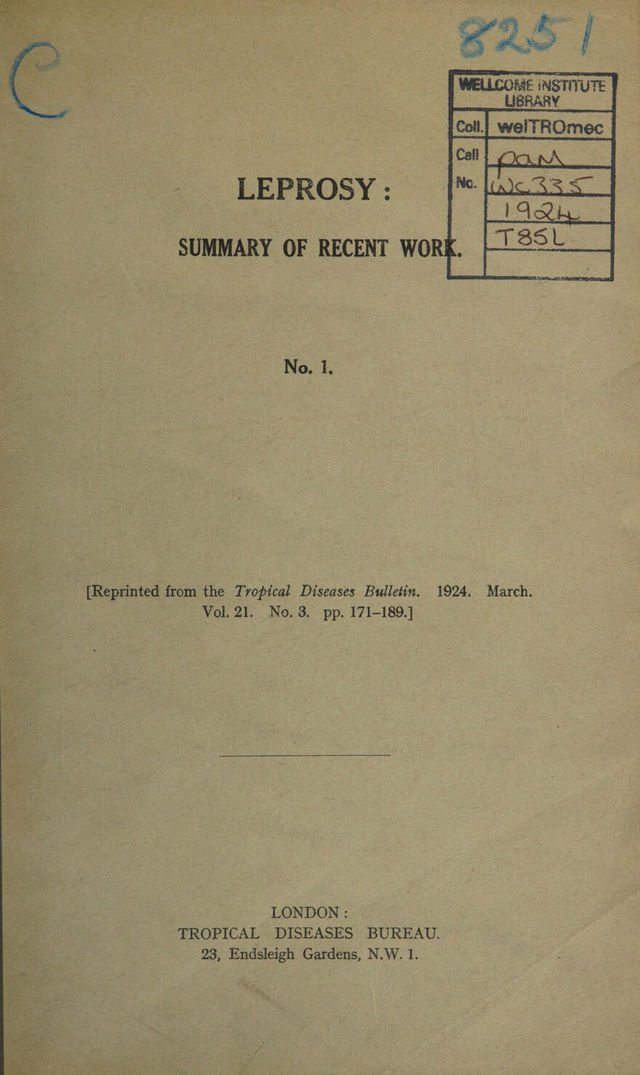 C
8251
WELLCOME INSTITUTE
LIBRARY
Coll. welTROmec
Call pam
No. WC335
1924
T85L
LEPROSY :
SUMMARY OF RECENT WORK.
No. 1.
[Reprinted from the Tropical Diseases Bulletin. 1924. March.
Vol. 21. No. 3. pp. 171–189.]
LONDON :
TROPICAL DISEASES BUREAU.
23, Endsleigh Gardens, N.W. 1.